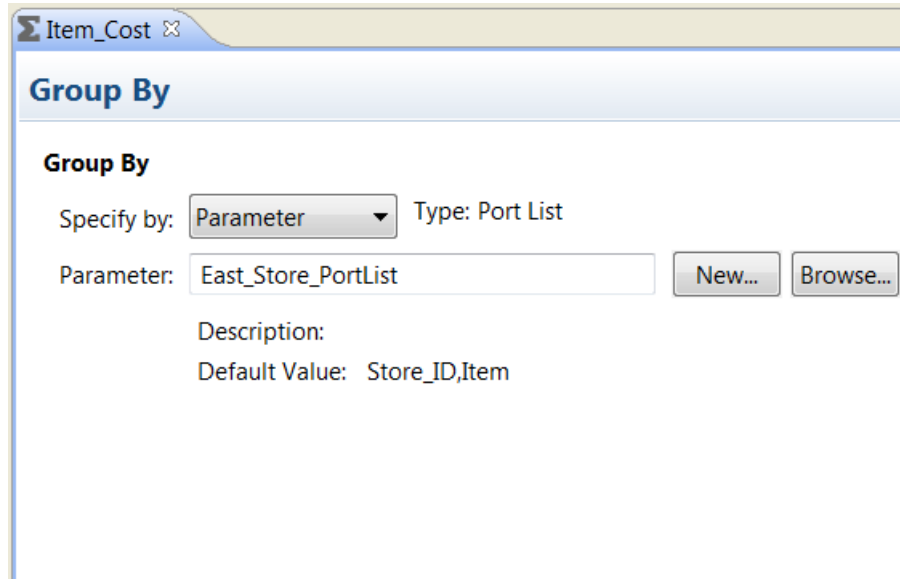 Item_Cost
Group By
Group By
Specify by: Parameter Type: Port List
Parameter: East_Store_PortList New... Browse...
Description:
Default Value: Store_ID,Item